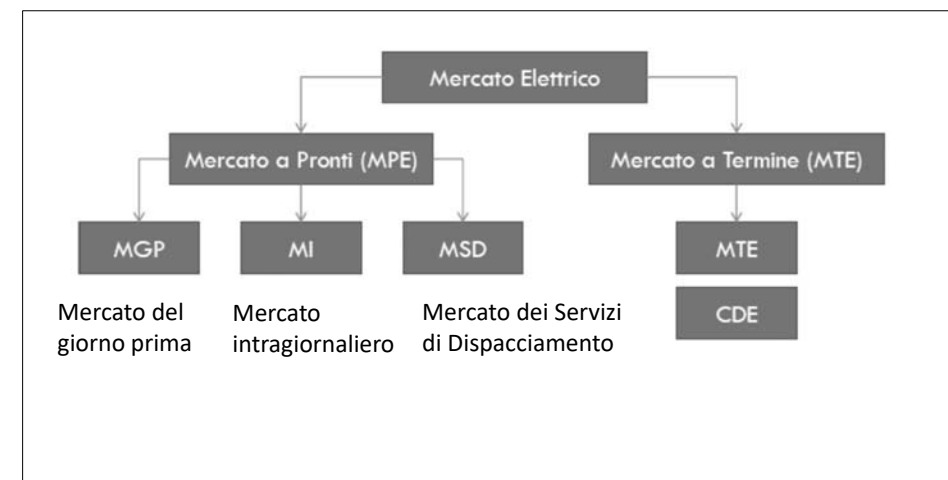 Mercato Elettrico
Mercato a Pronti (MPE)
Mercato a Termine (MTE)
MGP
MI
MSD
MTE
CDE
Mercato del
giorno prima
Mercato
intragiornaliero
Mercato dei Servizi
di Dispacciamento